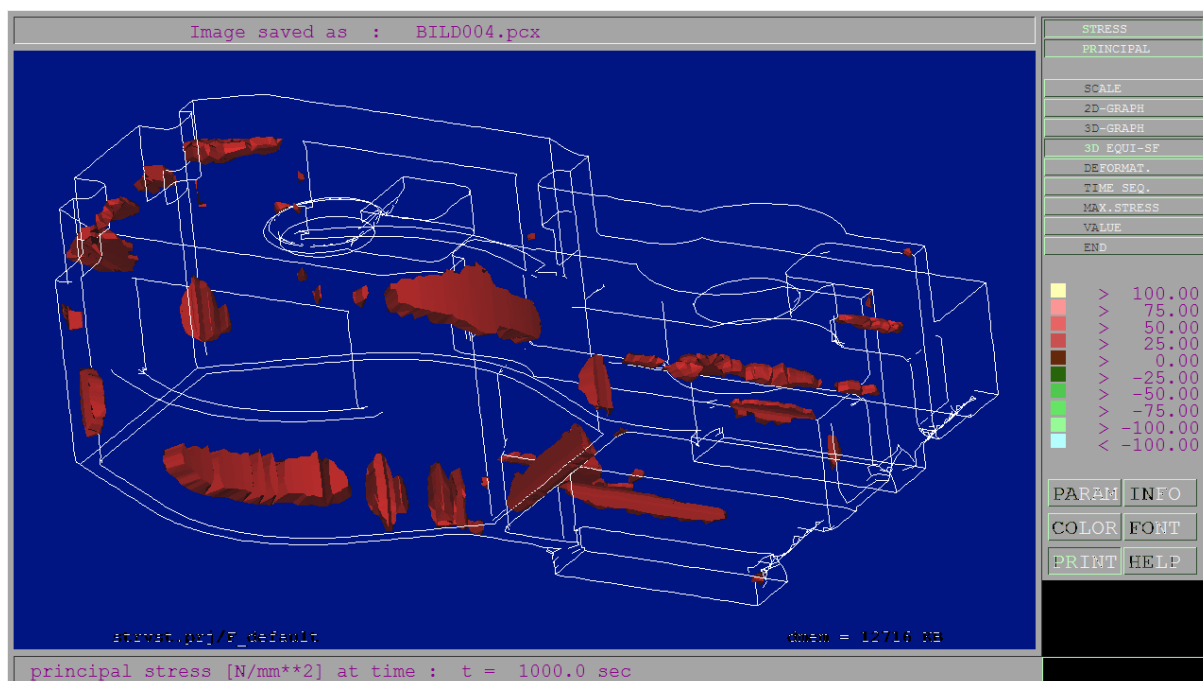 Image saved as : BILD004.pcx
STRESS
PRINCIPAL
SCALE
2D-GRAPH
3D-GRAPH
3D EQUI-SF
DEFORMAT.
TIME SEQ.
MAX.STRESS
VALUE
END
> 100.00
> 75.00
> 50.00
> 25.00
> 0.00
> -25.00
> -50.00
> -75.00
> -100.00
< -100.00
PARAM INFO
COLOR FONT
PRINT HELP
dmem = 12716 KB
principal stress [N/mm**2] at time : t = 1000.0 sec